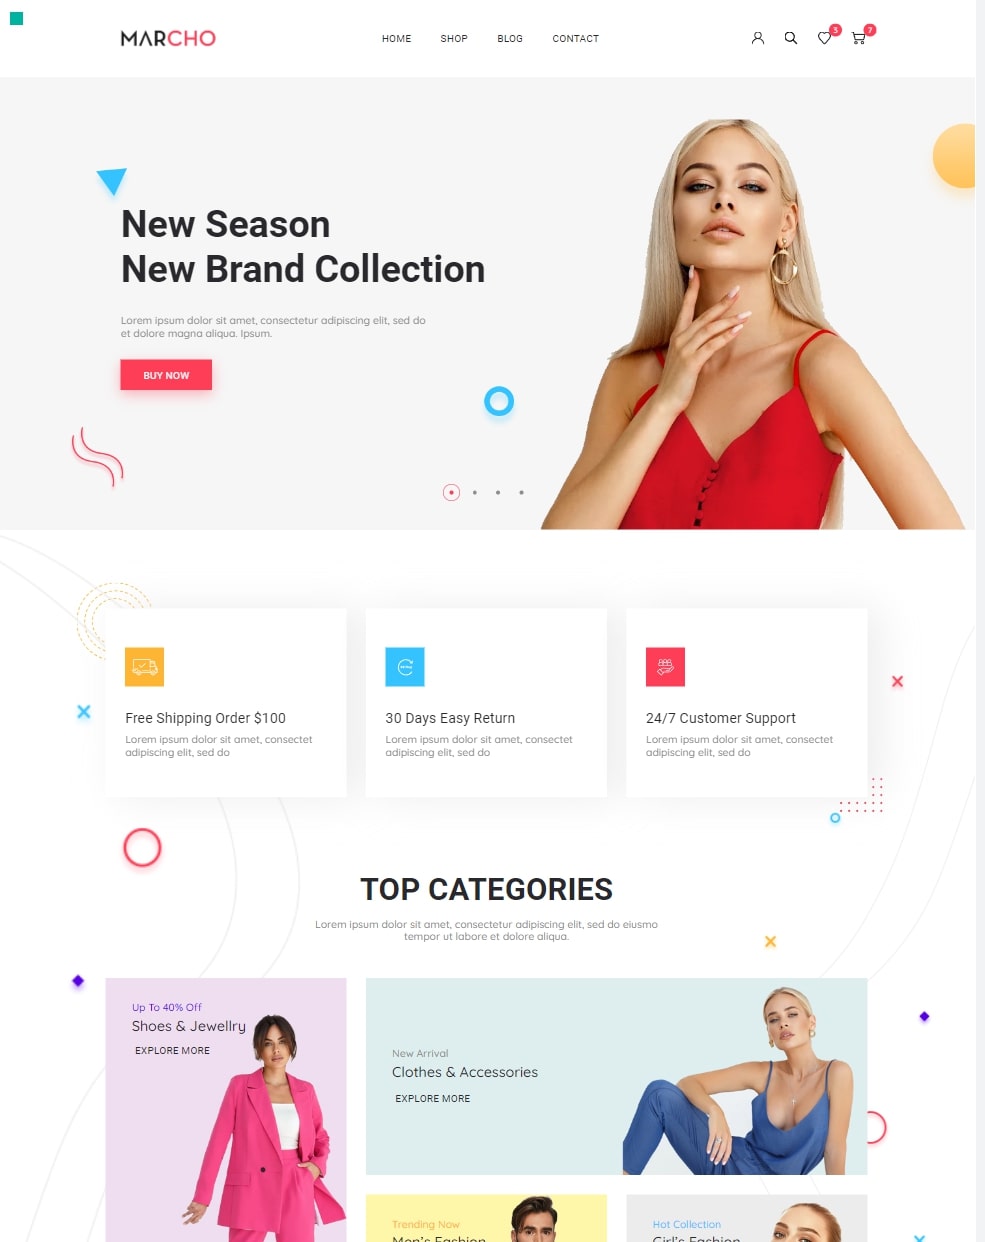 MARCHO
HOME SHOP BLOG CONTACT
3
7
New Season
New Brand Collection
Lorem ipsum dolor sit amet, consectetur adipiscing elit, sed do
et dolore magna aliqua. Ipsum.
BUY NOW
Free Shipping Order $100
Lorem ipsum dolor sit amet, consectet
adipiscing elit, sed do
30 Days Easy Return
Lorem ipsum dolor sit amet, consectet
adipiscing elit, sed do
24/7 Customer Support
Lorem ipsum dolor sit amet, consectet
adipiscing elit, sed do
TOP CATEGORIES
Lorem ipsum dolor sit amet, consectetur adipiscing elit, sed do eiusmo
tempor ut labore et dolore aliqua.
Up To 40% Off
Shoes & Jewellry
EXPLORE MORE
New Arrival
Clothes & Accessories
EXPLORE MORE
Trending Now
Men's Fashion
Hot Collection
Girl's Fashion